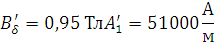 B′δ = 0,95 ТлA′1 = 51000 А/м